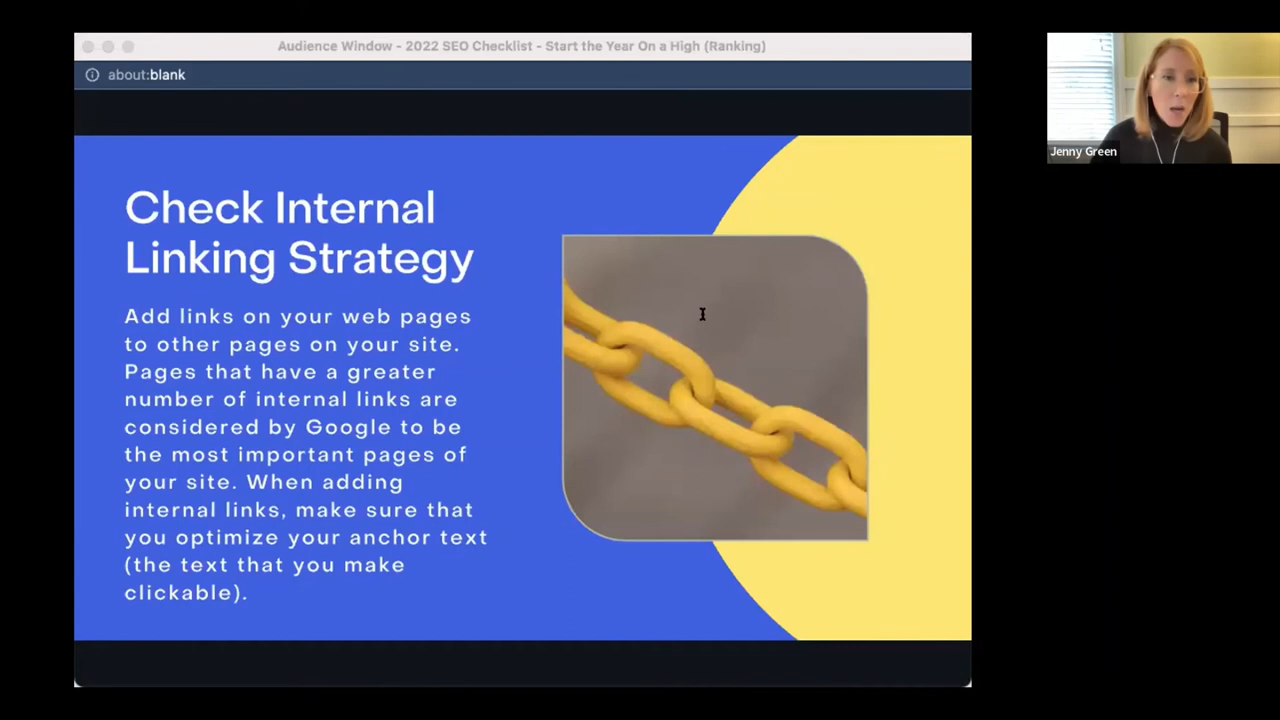 Audience Window - 2022 SEO Checklist - Start the Year On a High (Ranking)
about:blank
Check Internal
Linking Strategy
Add links on your web pages
to other pages on your site.
Pages that have a greater
number of internal links are
considered by Google to be
the most important pages of
your site. When adding
internal links, make sure that
you optimize your anchor text
(the text that you make
clickable).
Jenny Green